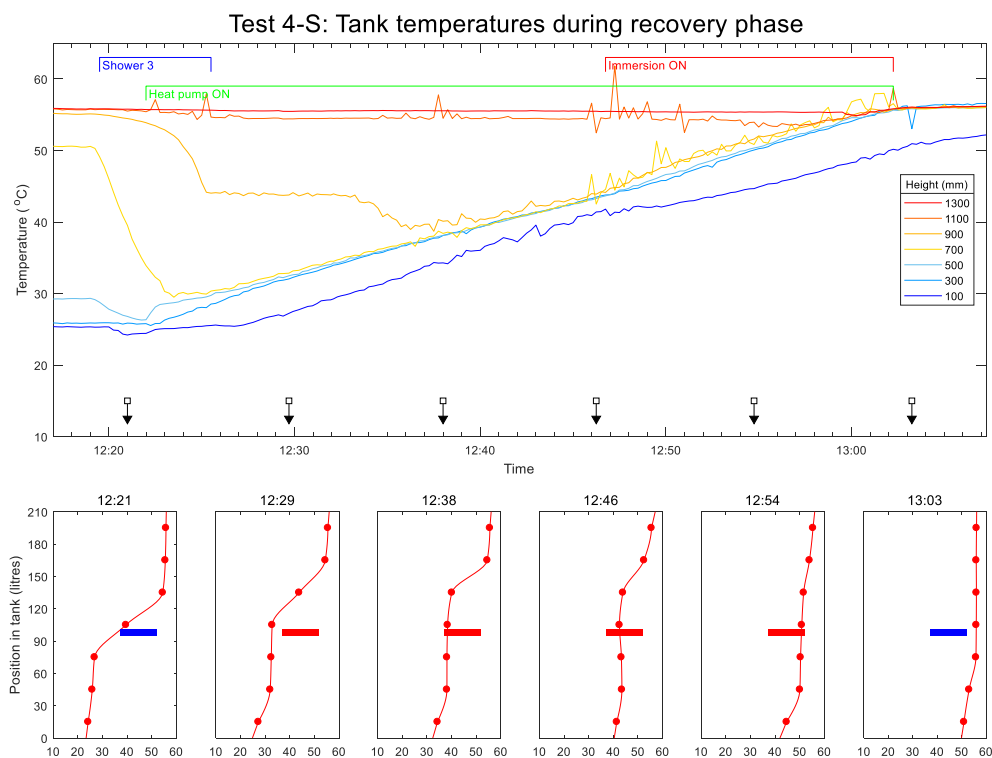 Test 4-S: Tank temperatures during recovery phase
Shower 3
Immersion ON
Heat pump ON
60
50
40
30
20
10
Temperature ( °C)
Height (mm)
1300
1100
900
700
500
300
100
12:20 12:30 12:40 12:50 13:00
Time
12:21 12:29 12:38 12:46 12:54 13:03
210
180
150
120
90
60
30
0
Position in tank (litres)
10 20 30 40 50 60 10 20 30 40 50 60 10 20 30 40 50 60 10 20 30 40 50 60 10 20 30 40 50 60 10 20 30 40 50 60